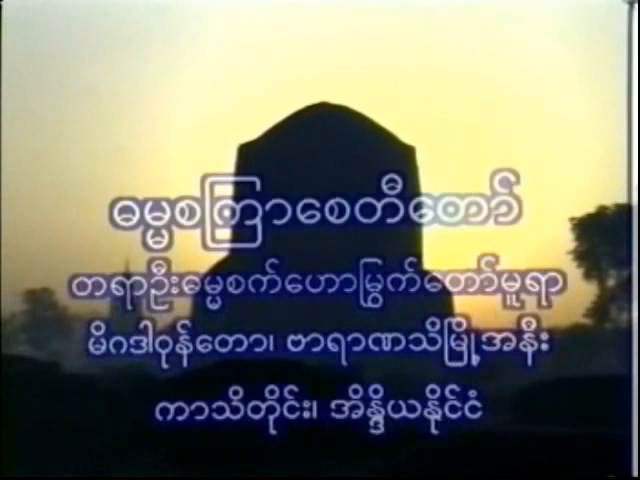 ဓမ္မစကြာစေတီတော်
တရာဦးဓမ္မစက်ဟောမြွက်တော်မူရာ
မိဂဒါဝုန်တော၊ ဗာရာဏသိမြို့အနီး
ကာသိတိုင်း၊ အိန္ဒိယနိုင်ငံ